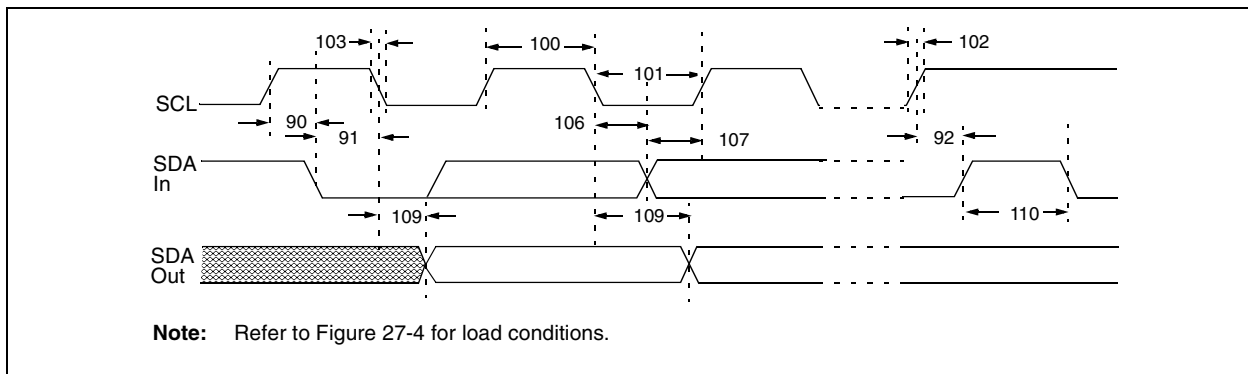 103
100
102
101
SCL
90
91
106
107
92
SDA
In
109
109
110
SDA
Out
Note: Refer to Figure 27-4 for load conditions.